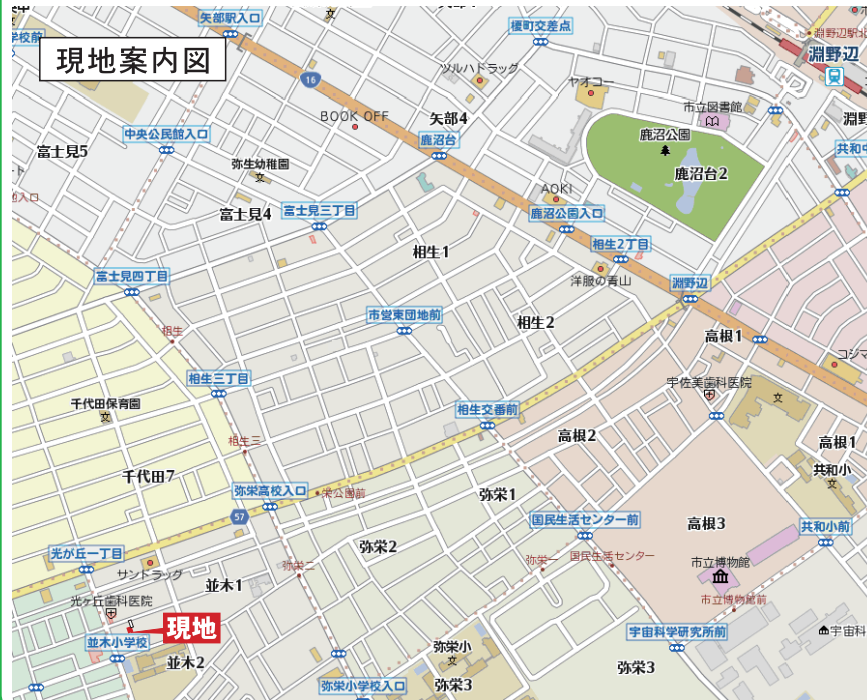 矢部駅入口
榎町交差点
淵野辺駅北
学校前
現地案内図
淵野辺
ツルハドラッグ
16
ヤオコー
市立図書館
BOOK OFF
矢部4
中央公民館入口
鹿沼台
鹿沼公園
共和中
富士見5
弥生幼稚園
鹿沼台2
AOKI
富士見4
富士見三丁目
鹿沼公園入口
相生1
相生2丁目
富士見四丁目
洋服の青山
淵野辺
市営東団地前
相生2
相生
高根1
コジマ
相生三丁目
宇佐美歯科医院
千代田保育園
文
文
相生交番前
相生三
高根2
高根1
千代田7
共和小
文
弥栄高校入口
栄公園前
弥栄1
57
国民生活センター前
高根3
共和小前
弥栄2
光が丘一丁目
サンドラッグ
弥栄一
国民生活センター
市立博物館
並木1
弥栄二
光ヶ丘歯科医院
市立博物館前
現地
宇宙科学研究所前
宇宙科
並木小学校
弥栄小
文
並木2
弥栄3
弥栄小学校入口
弥栄3